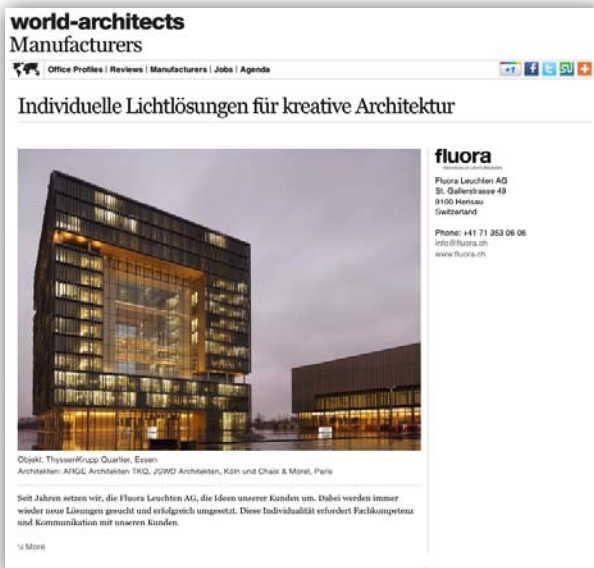 world-architects
Manufacturers
Office Profiles | Reviews | Manufacturers | Jobs | Agenda
+1
Individuelle Lichtlösungen für kreative Architektur
fluora
Fluora Leuchten AG
St. Gallerstrasse 49
9100 Herisau
Switzerland
Phone: +41 71 353 06 06
info@fluora.ch
www.fluora.ch
Objekt: ThyssenKrupp Quartier, Essen
Architekten: ARGE Architekten TKQ, JSWD Architekten, Köln und Chaix & Morel, Paris
Seit Jahren setzen wir, die Fluora Leuchten AG, die Ideen unserer Kunden um. Dabei werden immer
wieder neue Lösungen gesucht und erfolgreich umgesetzt. Diese Individualität erfordert Fachkompetenz
und Kommunikation mit unseren Kunden.
More